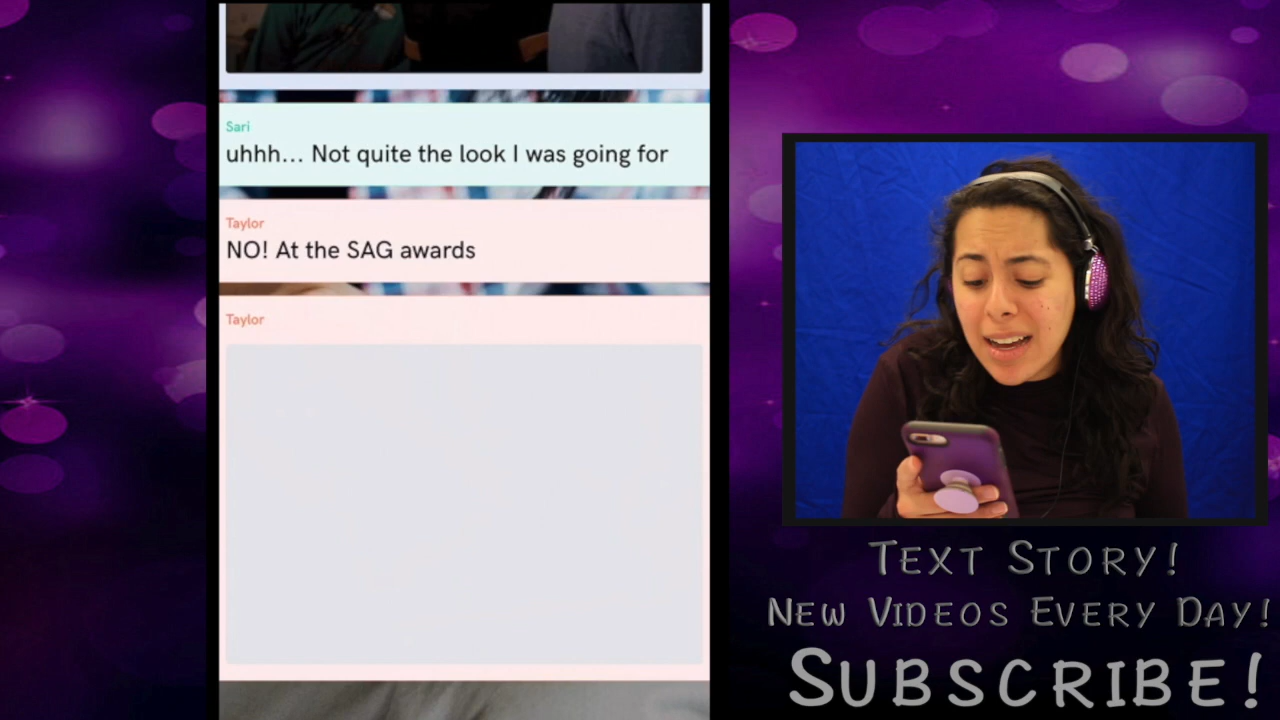 Sari
uhhh... Not quite the look I was going for
Taylor
NO! At the SAG awards
Taylor
TEXT STORY!
NEW VIDEOS EVERY DAY!
SUBSCRIBE!